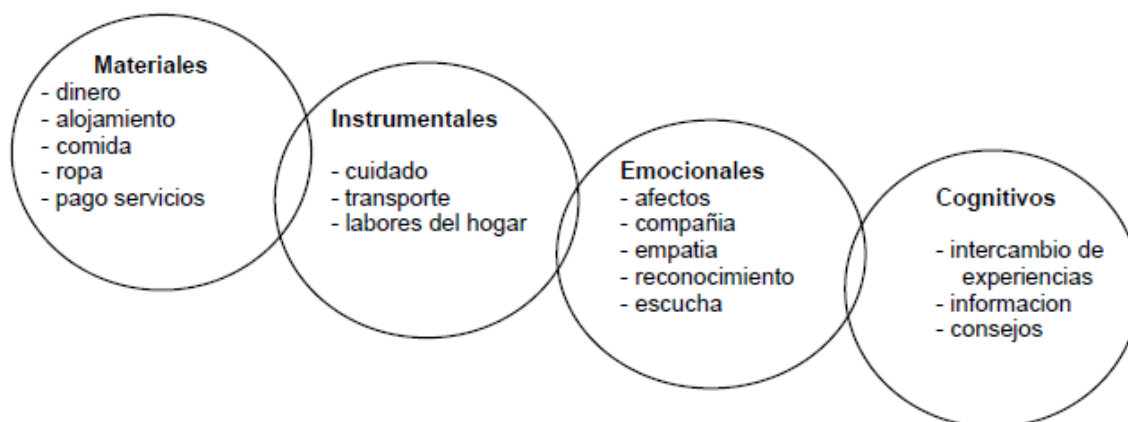 Materiales
- dinero
- alojamiento
- comida
- ropa
- pago servicios
Instrumentales
- cuidado
- transporte
- labores del hogar
Emocionales
- afectos
- compañia
- empatia
- reconocimiento
- escucha
Cognitivos
- intercambio de
experiencias
- informacion
- consejos